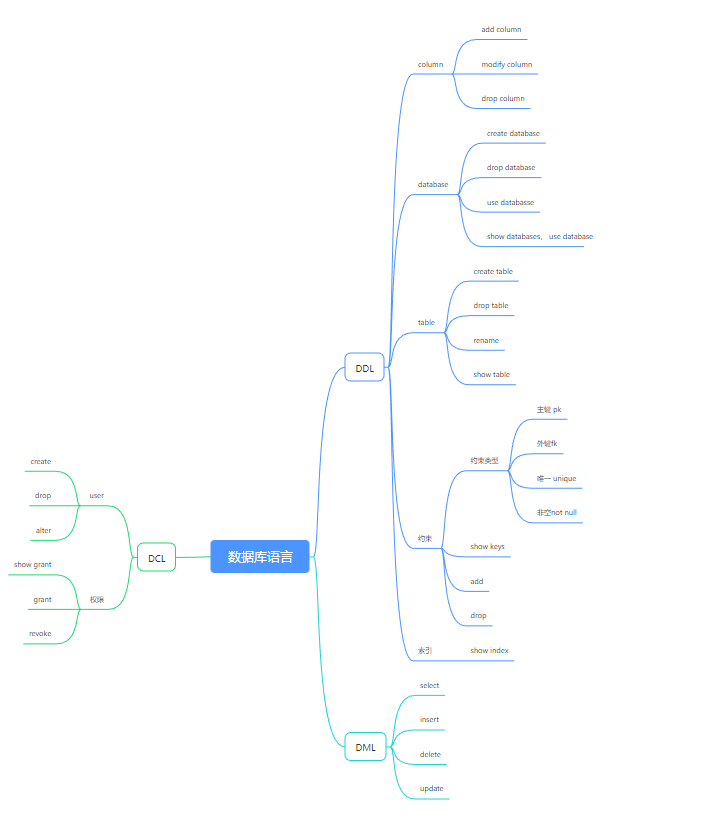 数据库语言
DDL
column
add column
modify column
drop column
database
create database
drop database
use databasse
show databases、 use database
table
create table
drop table
rename
show table
约束
约束类型
主键 pk
外键fk
唯一 unique
非空not null
show keys
add
drop
索引
show index
DML
select
insert
delete
update
DCL
user
create
drop
alter
权限
show grant
grant
revoke